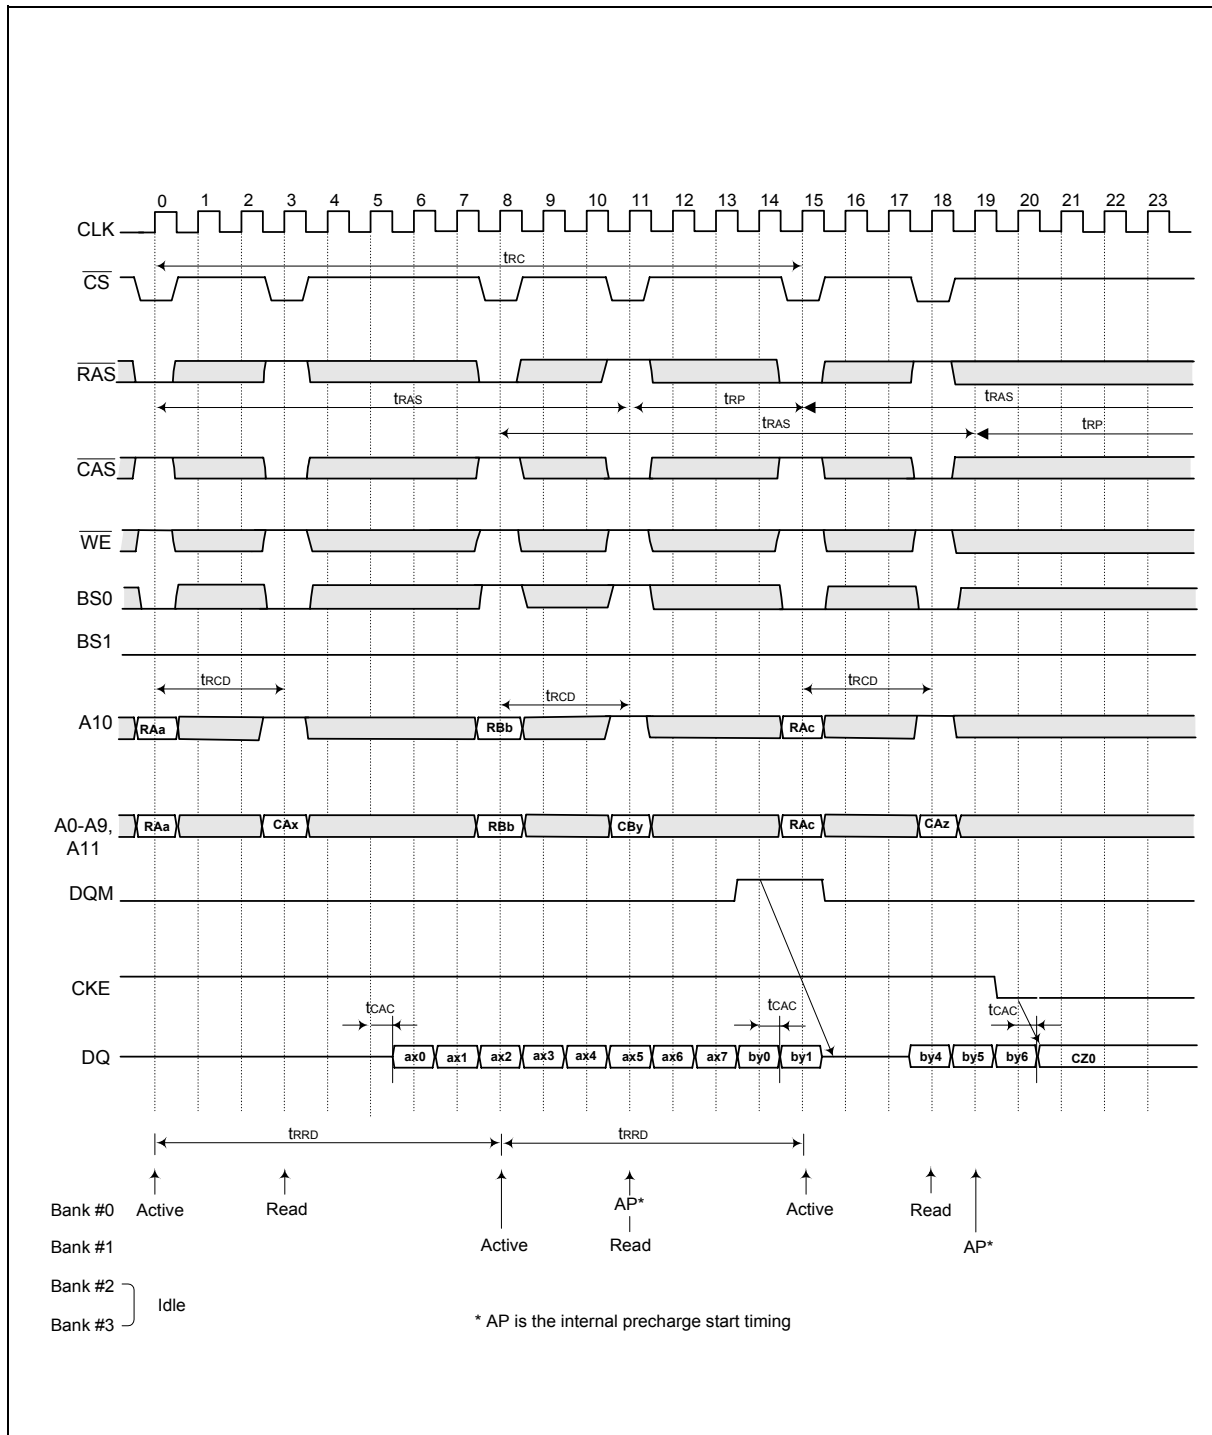 0 1 2 3 4 5 6 7 8 9 10 11 12 13 14 15 16 17 18 19 20 21 22 23
CLK
tRC
CS
RAS
tRAS tRP tRAS
tRAS tRP
CAS
WE
BS0
BS1
tRCD tRCD tRCD
A10 RAa RBb RAc
A0-A9, A11 RAa CAx RBb CBy RAc CAz
DQM
CKE
tCAC tCAC tCAC
DQ ax0 ax1 ax2 ax3 ax4 ax5 ax6 ax7 by0 by1 by4 by5 by6 CZ0
tRRD tRRD
Bank #0 Active Read AP* Active Read
Bank #1 Active Read AP*
Bank #2
Idle
Bank #3
* AP is the internal precharge start timing